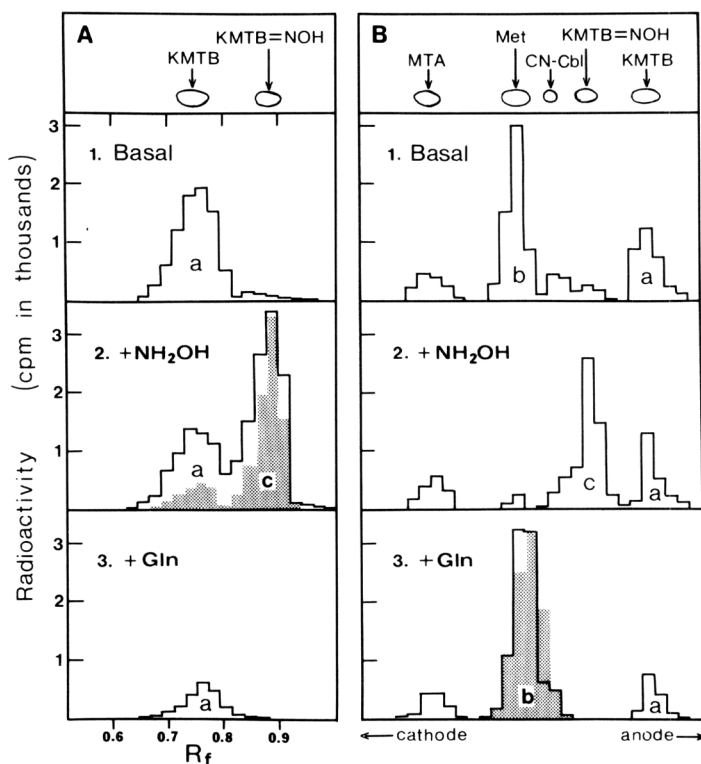 A
KMTB
KMTB=NOH
1. Basal
a
2. +NH₂OH
a
c
3. +Gln
a
3
2
1
3
2
1
3
2
1
0.6 0.7 0.8 0.9
Rf
Radioactivity (cpm in thousands)
B
MTA
Met
CN-Cbl
KMTB=NOH
KMTB
1. Basal
b
a
2. +NH₂OH
c
a
3. +Gln
b
a
←cathode anode→